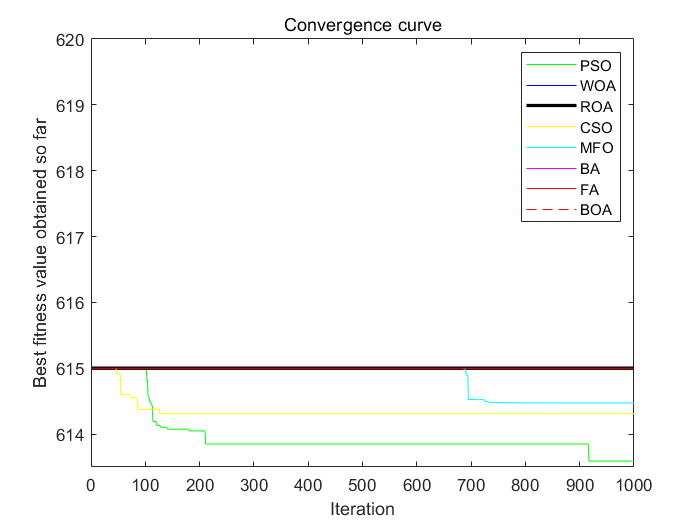 Convergence curve
620
619
618
617
616
615
614
Best fitness value obtained so far
PSO
WOA
ROA
CSO
MFO
BA
FA
BOA
0 100 200 300 400 500 600 700 800 900 1000
Iteration